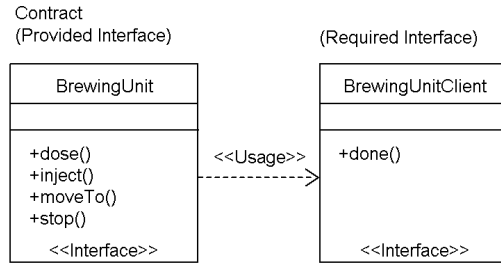 Contract
(Provided Interface)
(Required Interface)
BrewingUnit
BrewingUnitClient
+dose()
+inject()
+moveTo()
+stop()
<<Interface>>
<<Usage>>
+done()
<<Interface>>